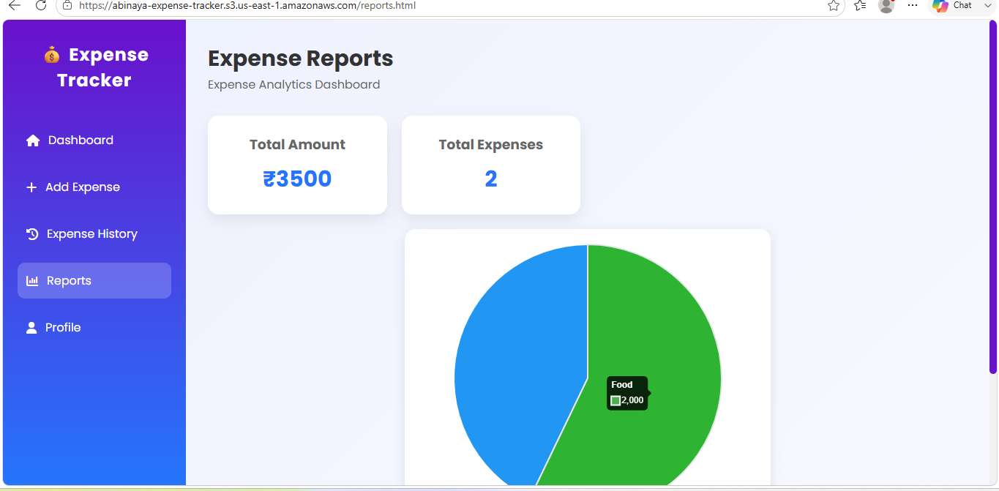 https://abinaya-expense-tracker.s3.us-east-1.amazonaws.com/reports.html
Chat
💰 Expense
Tracker
Dashboard
Add Expense
Expense History
Reports
Profile
Expense Reports
Expense Analytics Dashboard
Total Amount
₹3500
Total Expenses
2
Food
2,000